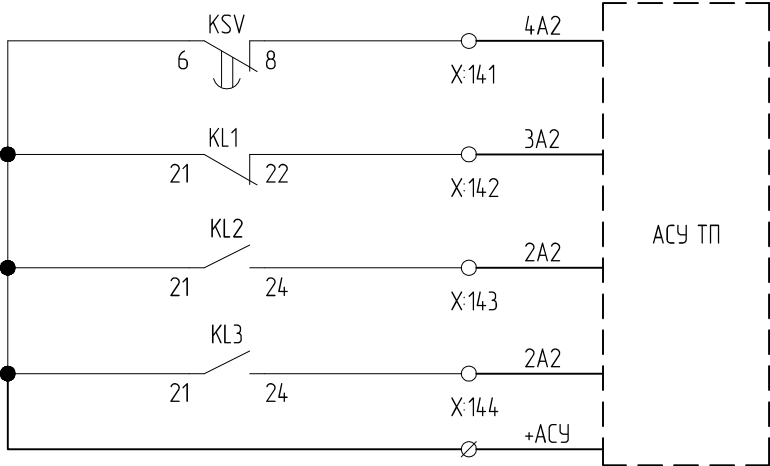 KSV 4A2
6 8 X:141
KL1 3A2
21 22 X:142
KL2 2A2
21 24 X:143
АСУ ТП
KL3 2A2
21 24 X:144
+АСУ